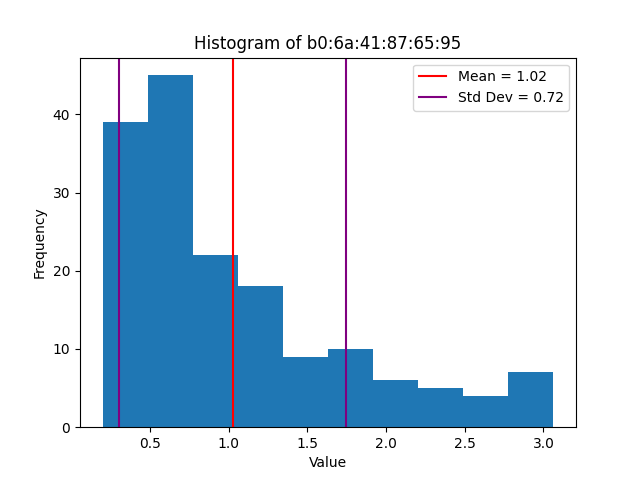 Histogram of b0:6a:41:87:65:95
Mean = 1.02
Std Dev = 0.72
Frequency
40
30
20
10
0
0.5 1.0 1.5 2.0 2.5 3.0
Value